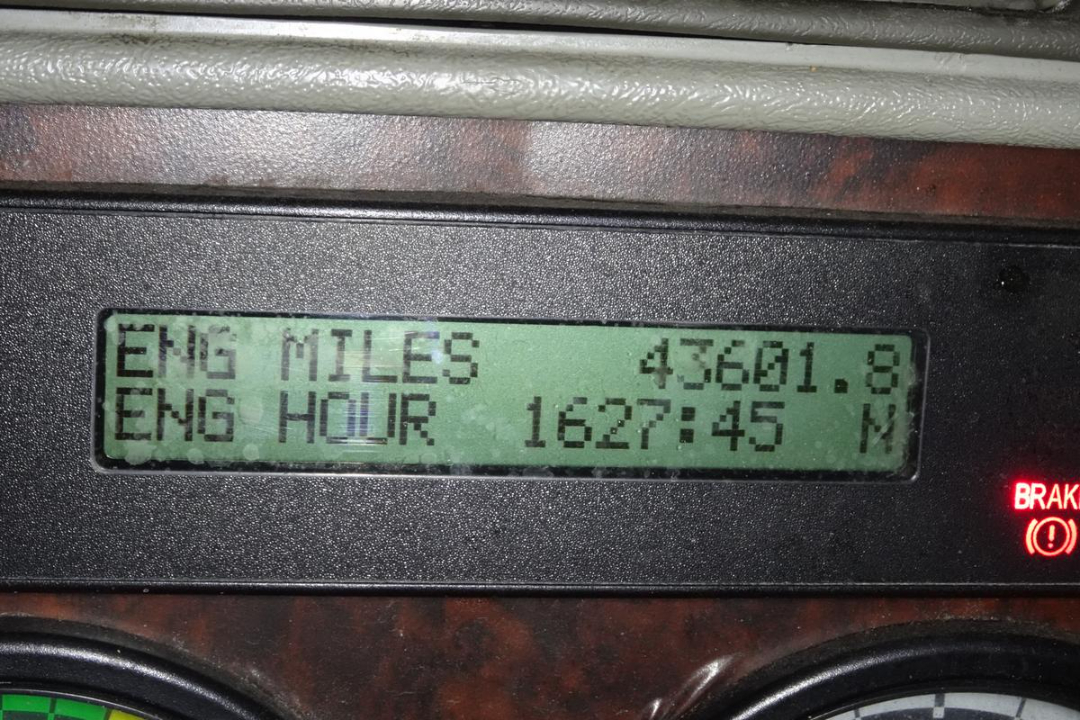 ENG MILES 43601.8
ENG HOUR 1627:45 N
BRAK